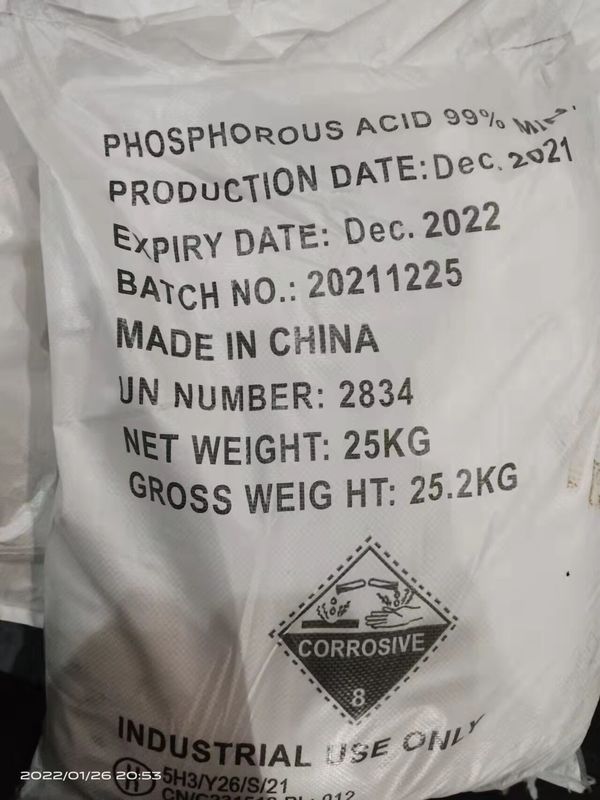 PHOSPHOROUS ACID 99% MIN.
PRODUCTION DATE: Dec. 2021
EXPIRY DATE: Dec. 2022
BATCH NO.: 20211225
MADE IN CHINA
UN NUMBER: 2834
NET WEIGHT: 25KG
GROSS WEIG HT: 25.2KG
CORROSIVE
8
INDUSTRIAL USE ONLY
5H3/Y26/S/21
2022/01/26 20:53